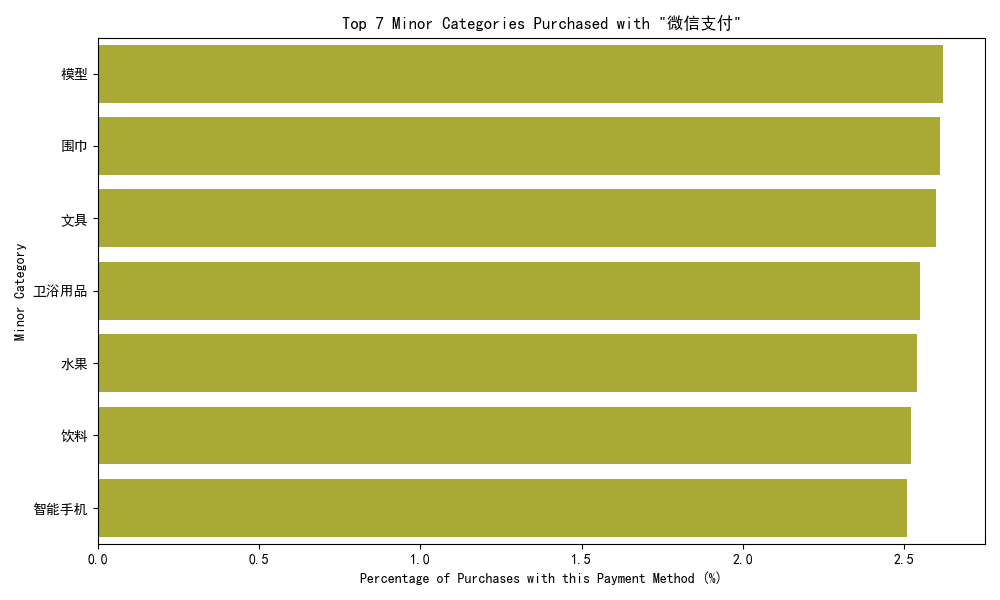 Top 7 Minor Categories Purchased with "微信支付"
模型
围巾
文具
卫浴用品
水果
饮料
智能手机
Minor Category
0.0 0.5 1.0 1.5 2.0 2.5
Percentage of Purchases with this Payment Method (%)